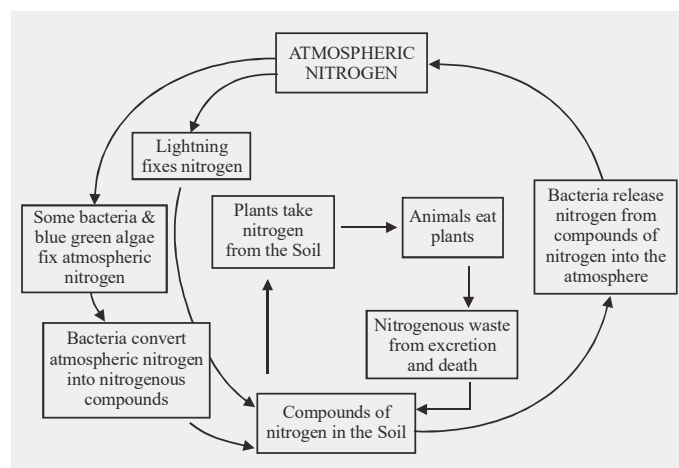 ATMOSPHERIC
NITROGEN
Lightning
fixes nitrogen
Some bacteria &
blue green algae
fix atmospheric
nitrogen
Plants take
nitrogen
from the Soil
Animals eat
plants
Bacteria release
nitrogen from
compounds of
nitrogen into the
atmosphere
Bacteria convert
atmospheric nitrogen
into nitrogenous
compounds
Nitrogenous waste
from excretion
and death
Compounds of
nitrogen in the Soil